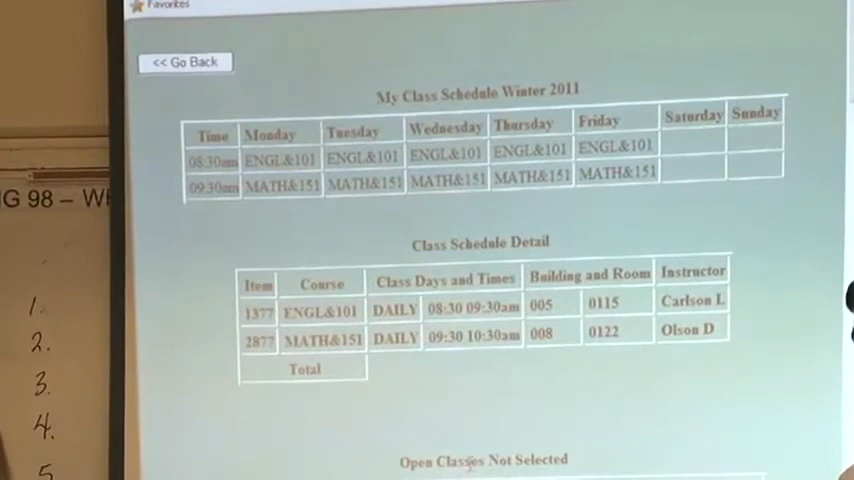 Favorites
<< Go Back
My Class Schedule Winter 2011
Time Monday Tuesday Wednesday Thursday Friday Saturday Sunday
08:30am ENGL&101 ENGL&101 ENGL&101 ENGL&101 ENGL&101
09:30am MATH&151 MATH&151 MATH&151 MATH&151 MATH&151
G 98 – W
Class Schedule Detail
Item Course Class Days and Times Building and Room Instructor
1377 ENGL&101 DAILY 08:30 09:30am 005 0115 Carlson L
2877 MATH&151 DAILY 09:30 10:30am 008 0122 Olson D
Total
1.
2.
3.
4.
5
Open Classes Not Selected